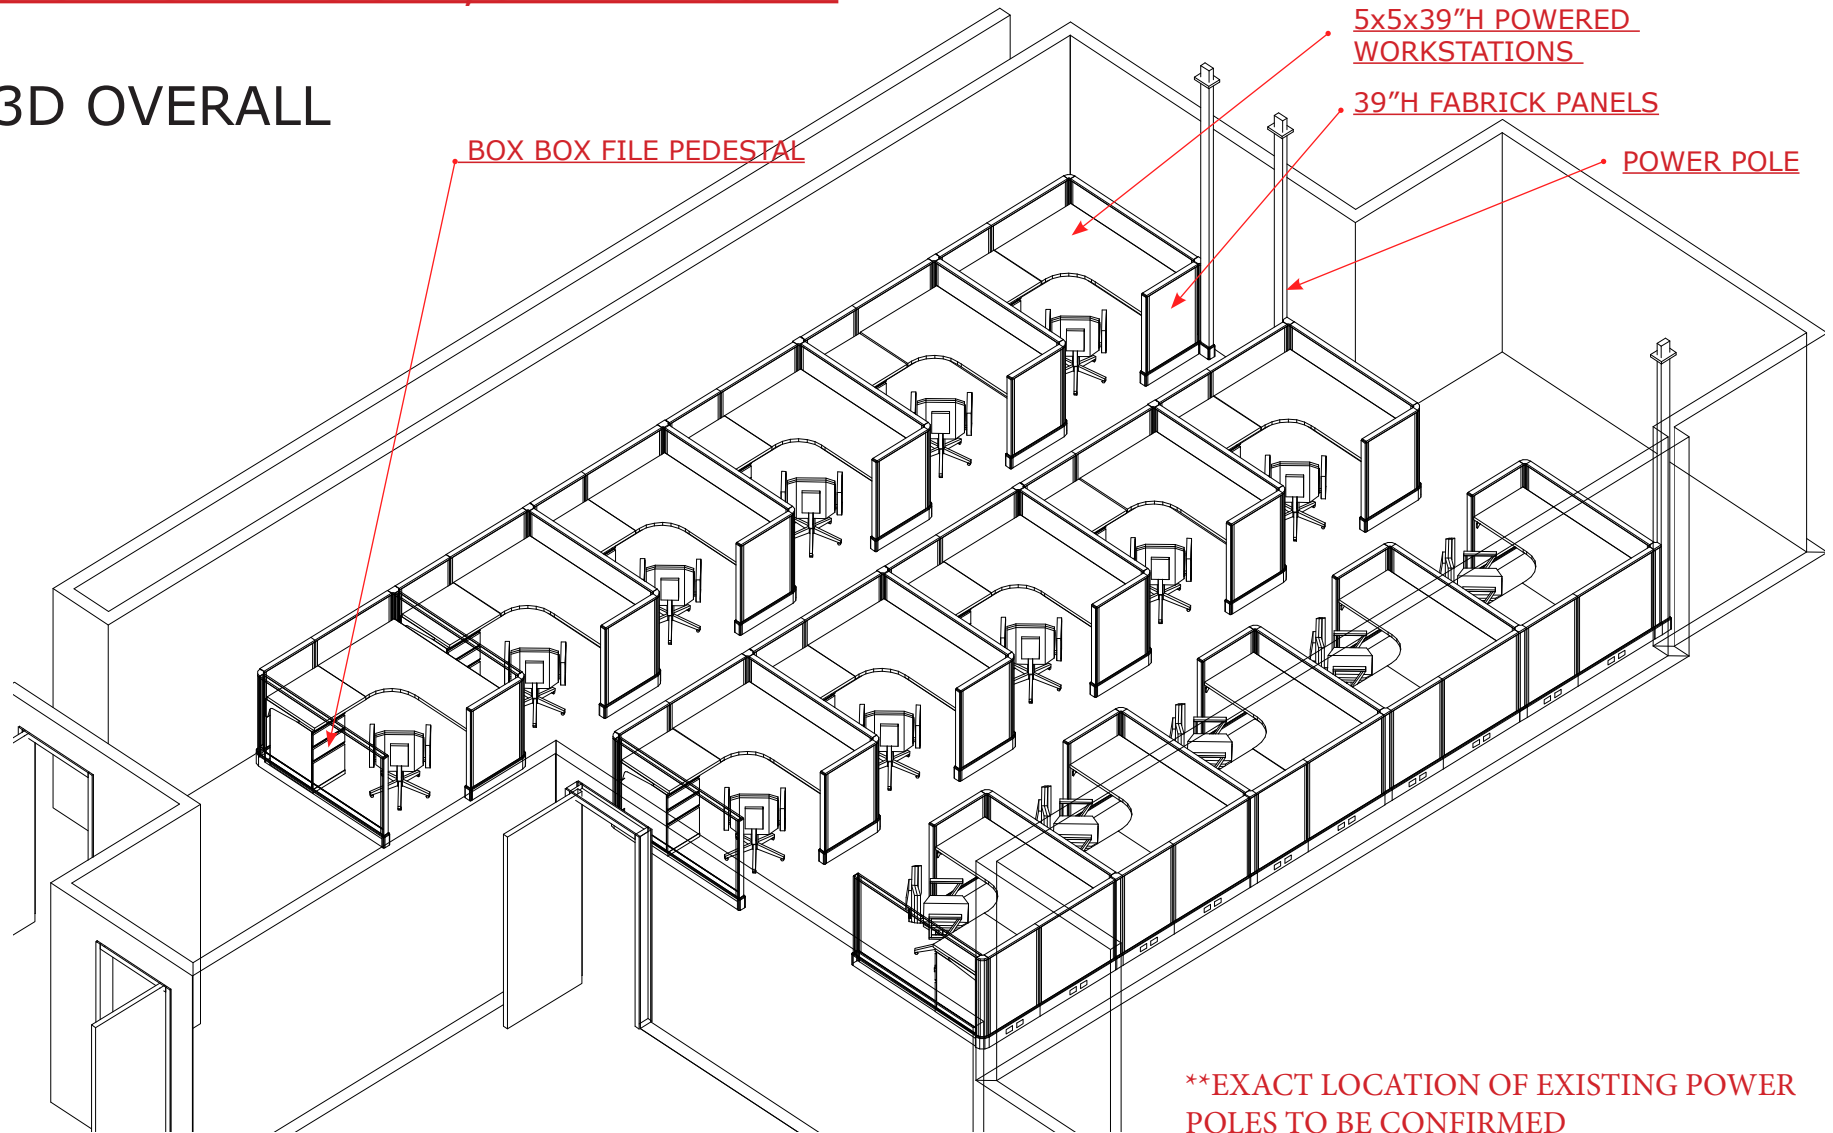 5x5x39”H POWERED
WORKSTATIONS
3D OVERALL
39”H FABRICK PANELS
BOX BOX FILE PEDESTAL
POWER POLE
**EXACT LOCATION OF EXISTING POWER
POLES TO BE CONFIRMED